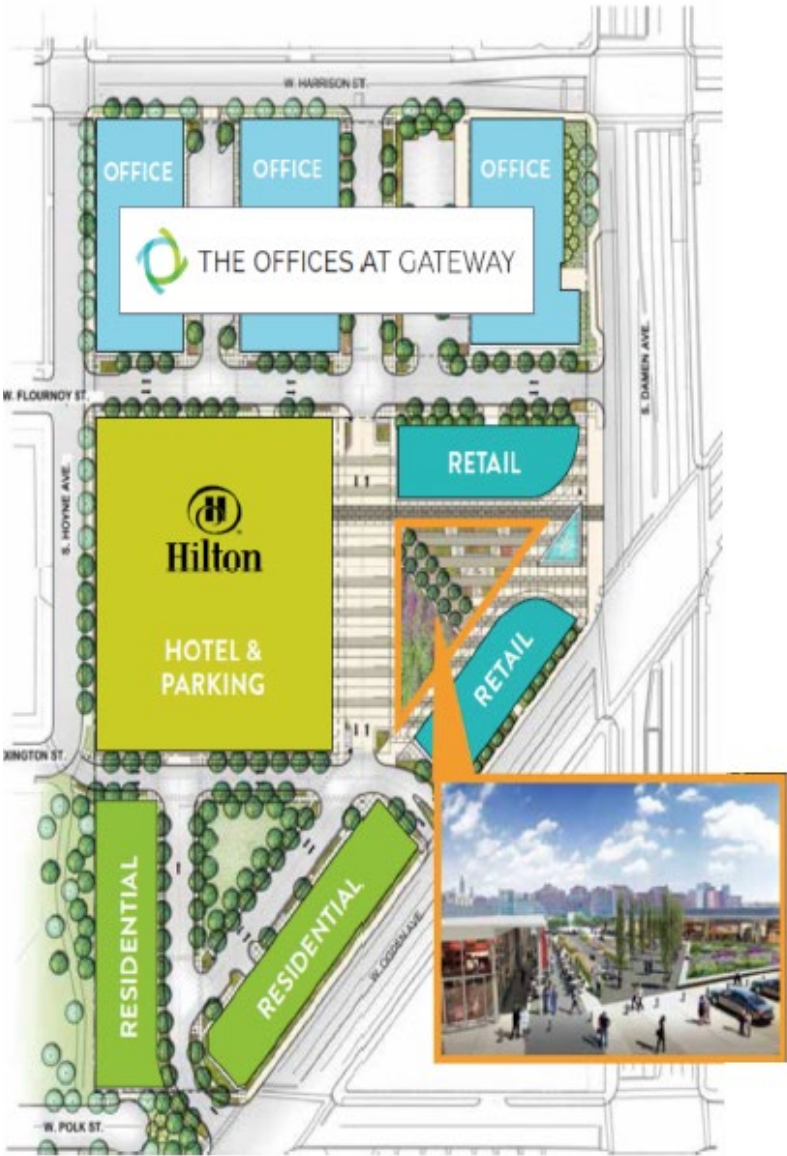 W. HARRISON ST.
OFFICE
OFFICE
OFFICE
THE OFFICES AT GATEWAY
S. DAMEN AVE.
W. FLOURNOY ST.
RETAIL
S. HOYNE AVE.
H
Hilton
HOTEL &
PARKING
RETAIL
XINGTON ST.
RESIDENTIAL
RESIDENTIAL
W. OGDEN AVE.
W. POLK ST.